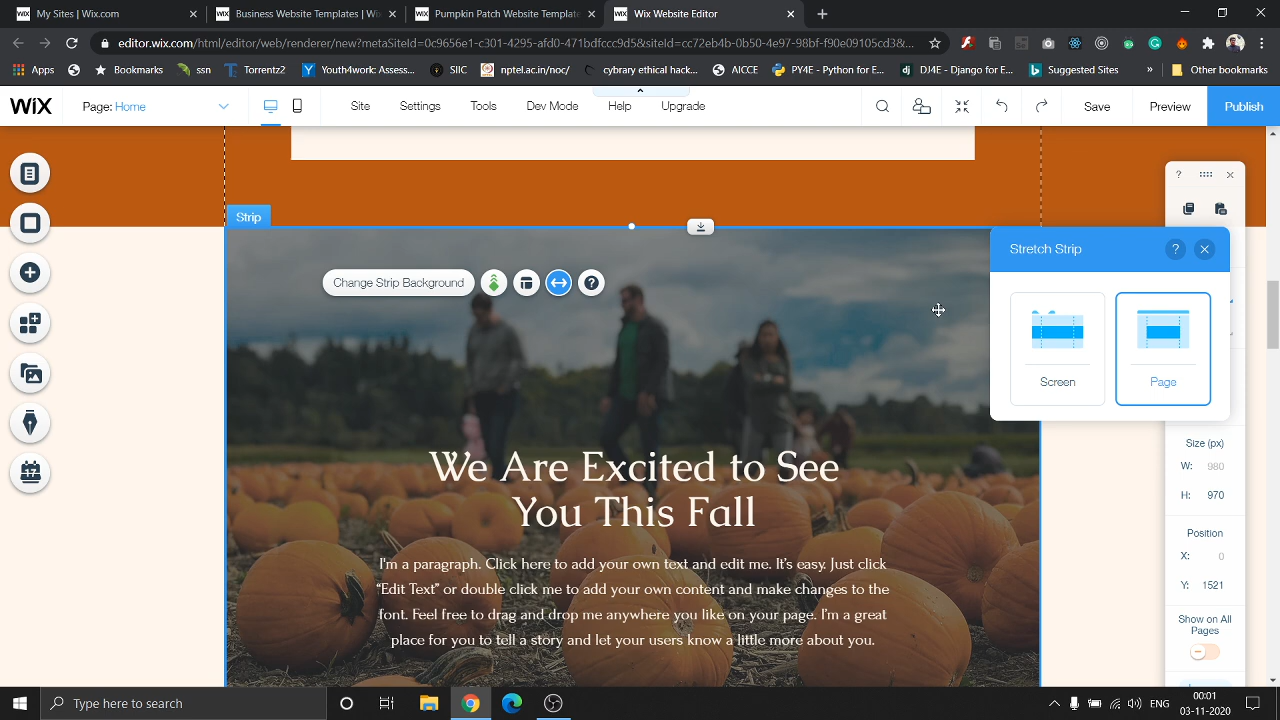 WiX My Sites | Wix.com
WiX Business Website Templates | Wi
WiX Pumpkin Patch Website Template
WiX Wix Website Editor
editor.wix.com/html/editor/web/renderer/new?metaSiteId=0c9656e1-c301-4295-afd0-471bdfccc9d5&siteId=cc72eb4b-0b50-4e97-98bf-f90e09105cd3&...
Apps
Bookmarks
ssn
Torrentz2
Youth4work: Assess...
SIIC
nptel.ac.in/noc/
cybrary ethical hack...
AICCE
PY4E - Python for E...
D4E - Django for E...
Suggested Sites
»
Other bookmarks
WiX
Page: Home
Site
Settings
Tools
Dev Mode
Help
Upgrade
Save
Preview
Publish
Strip
Change Strip Background
Stretch Strip
Screen
Page
We Are Excited to See
You This Fall
I'm a paragraph. Click here to add your own text and edit me. It's easy. Just click
“Edit Text” or double click me to add your own content and make changes to the
font. Feel free to drag and drop me anywhere you like on your page. I'm a great
place for you to tell a story and let your users know a little more about you.
Size (px)
W: 980
H: 970
Position
X: 0
Y: 1521
Show on All
Pages
17
Type here to search
ENG
00:01
03-11-2020